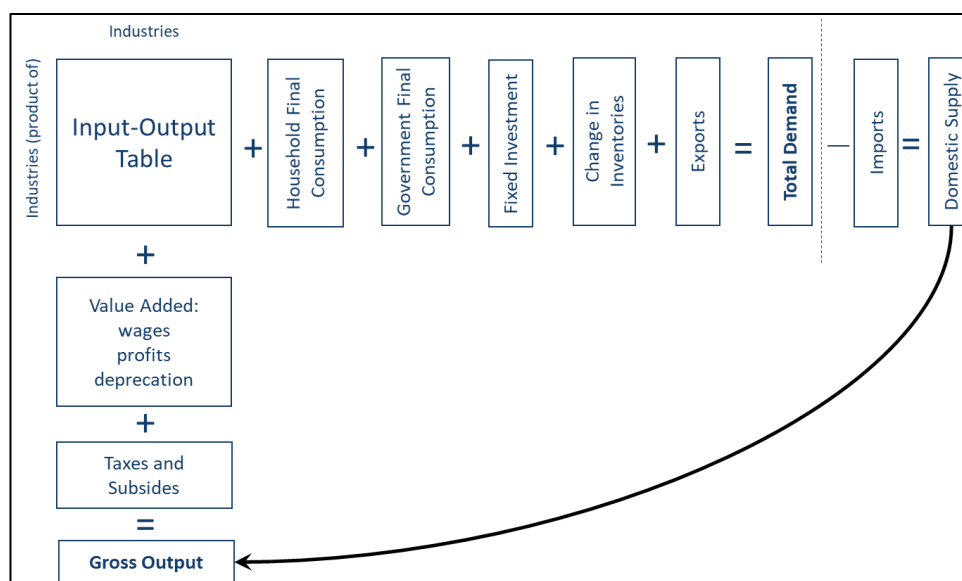 Industries
Industries (product of)
Input-Output
Table
+
Household Final
Consumption
+
Government Final
Consumption
+
Fixed Investment
+
Change in
Inventories
+
Exports
=
Total Demand
—
Imports
=
Domestic Supply
+
Value Added:
wages
profits
deprecation
+
Taxes and
Subsides
=
Gross Output